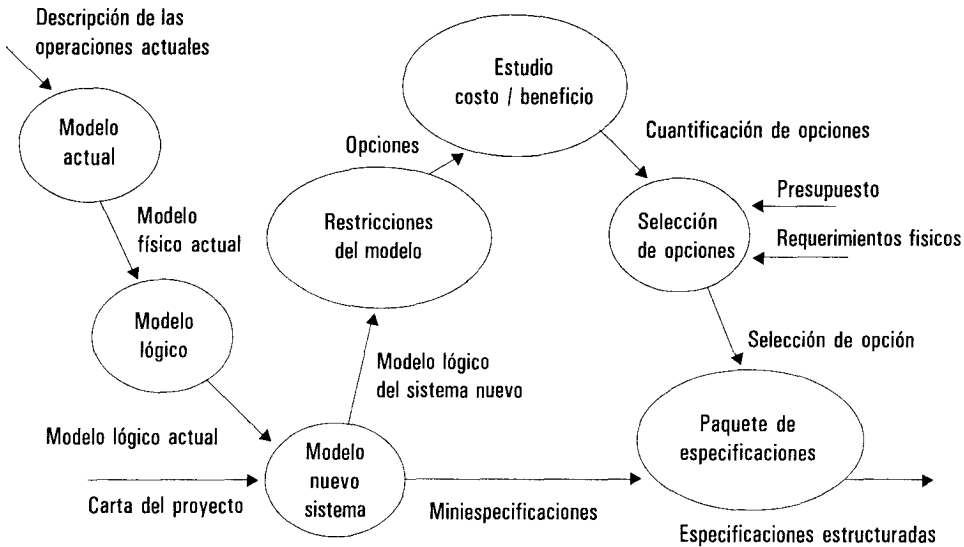 Descripción de las
operaciones actuales
Modelo
actual
Modelo
físico actual
Modelo
lógico
Modelo lógico actual
Carta del proyecto
Modelo
nuevo
sistema
Modelo lógico
del sistema nuevo
Restricciones
del modelo
Opciones
Estudio
costo / beneficio
Cuantificación de opciones
Selección
de opciones
Presupuesto
Requerimientos fisicos
Selección de opción
Paquete de
especificaciones
Miniespecificaciones
Especificaciones estructuradas